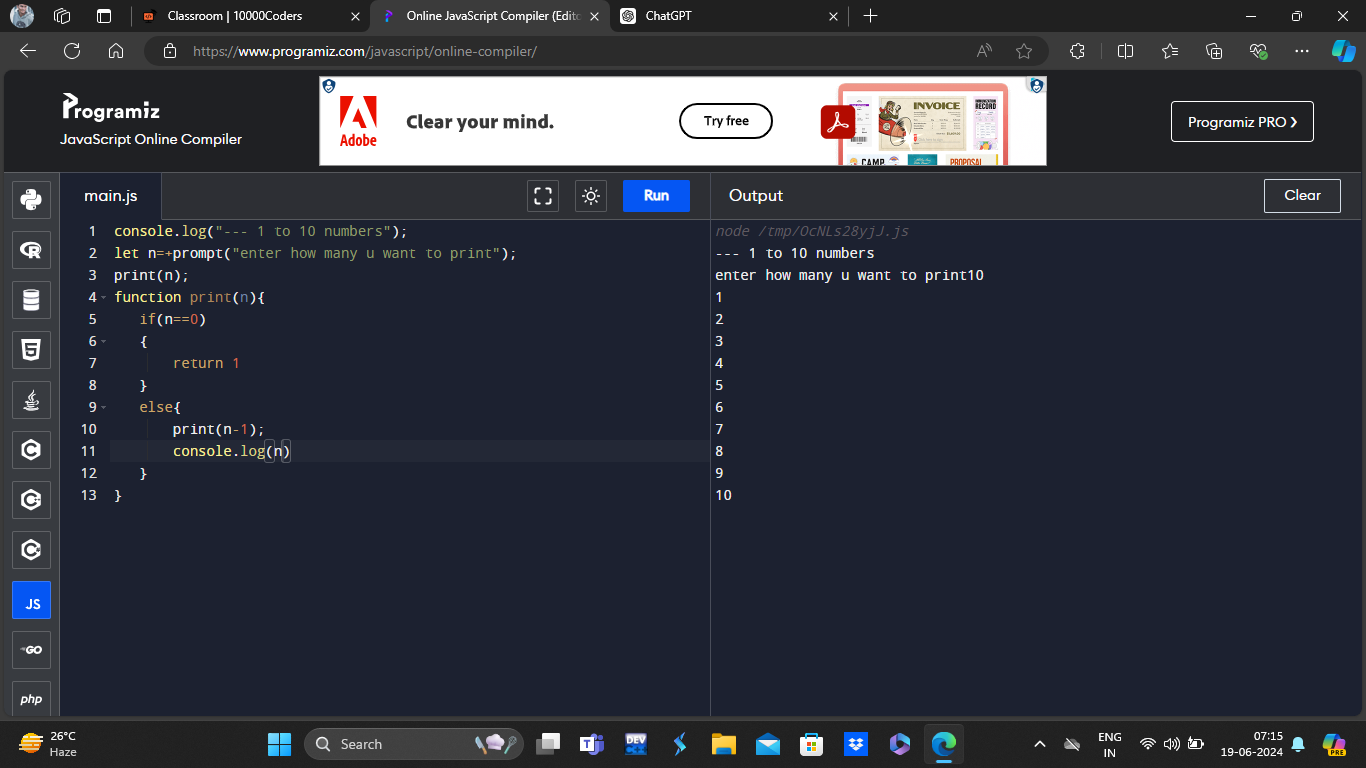 Classroom | 10000Coders
Online JavaScript Compiler (Edito
ChatGPT
https://www.programiz.com/javascript/online-compiler/
Programiz
JavaScript Online Compiler
Adobe
Clear your mind.
Try free
INVOICE
IMMUNIZATION RECORD
CAMP
PROPOSAL
Programiz PRO ❯
main.js
Run
Output
Clear
1 console.log("--- 1 to 10 numbers");
2 let n=+prompt("enter how many u want to print");
3 print(n);
4 function print(n){
5 if(n==0)
6 {
7 return 1
8 }
9 else{
10 print(n-1);
11 console.log(n)
12 }
13 }
node /tmp/OcNLs28yjJ.js
--- 1 to 10 numbers
enter how many u want to print10
1
2
3
4
5
6
7
8
9
10
R
5
C
C
C
JS
GO
php
26°C
Haze
Search
DEV
PRE
ENG
IN
07:15
19-06-2024